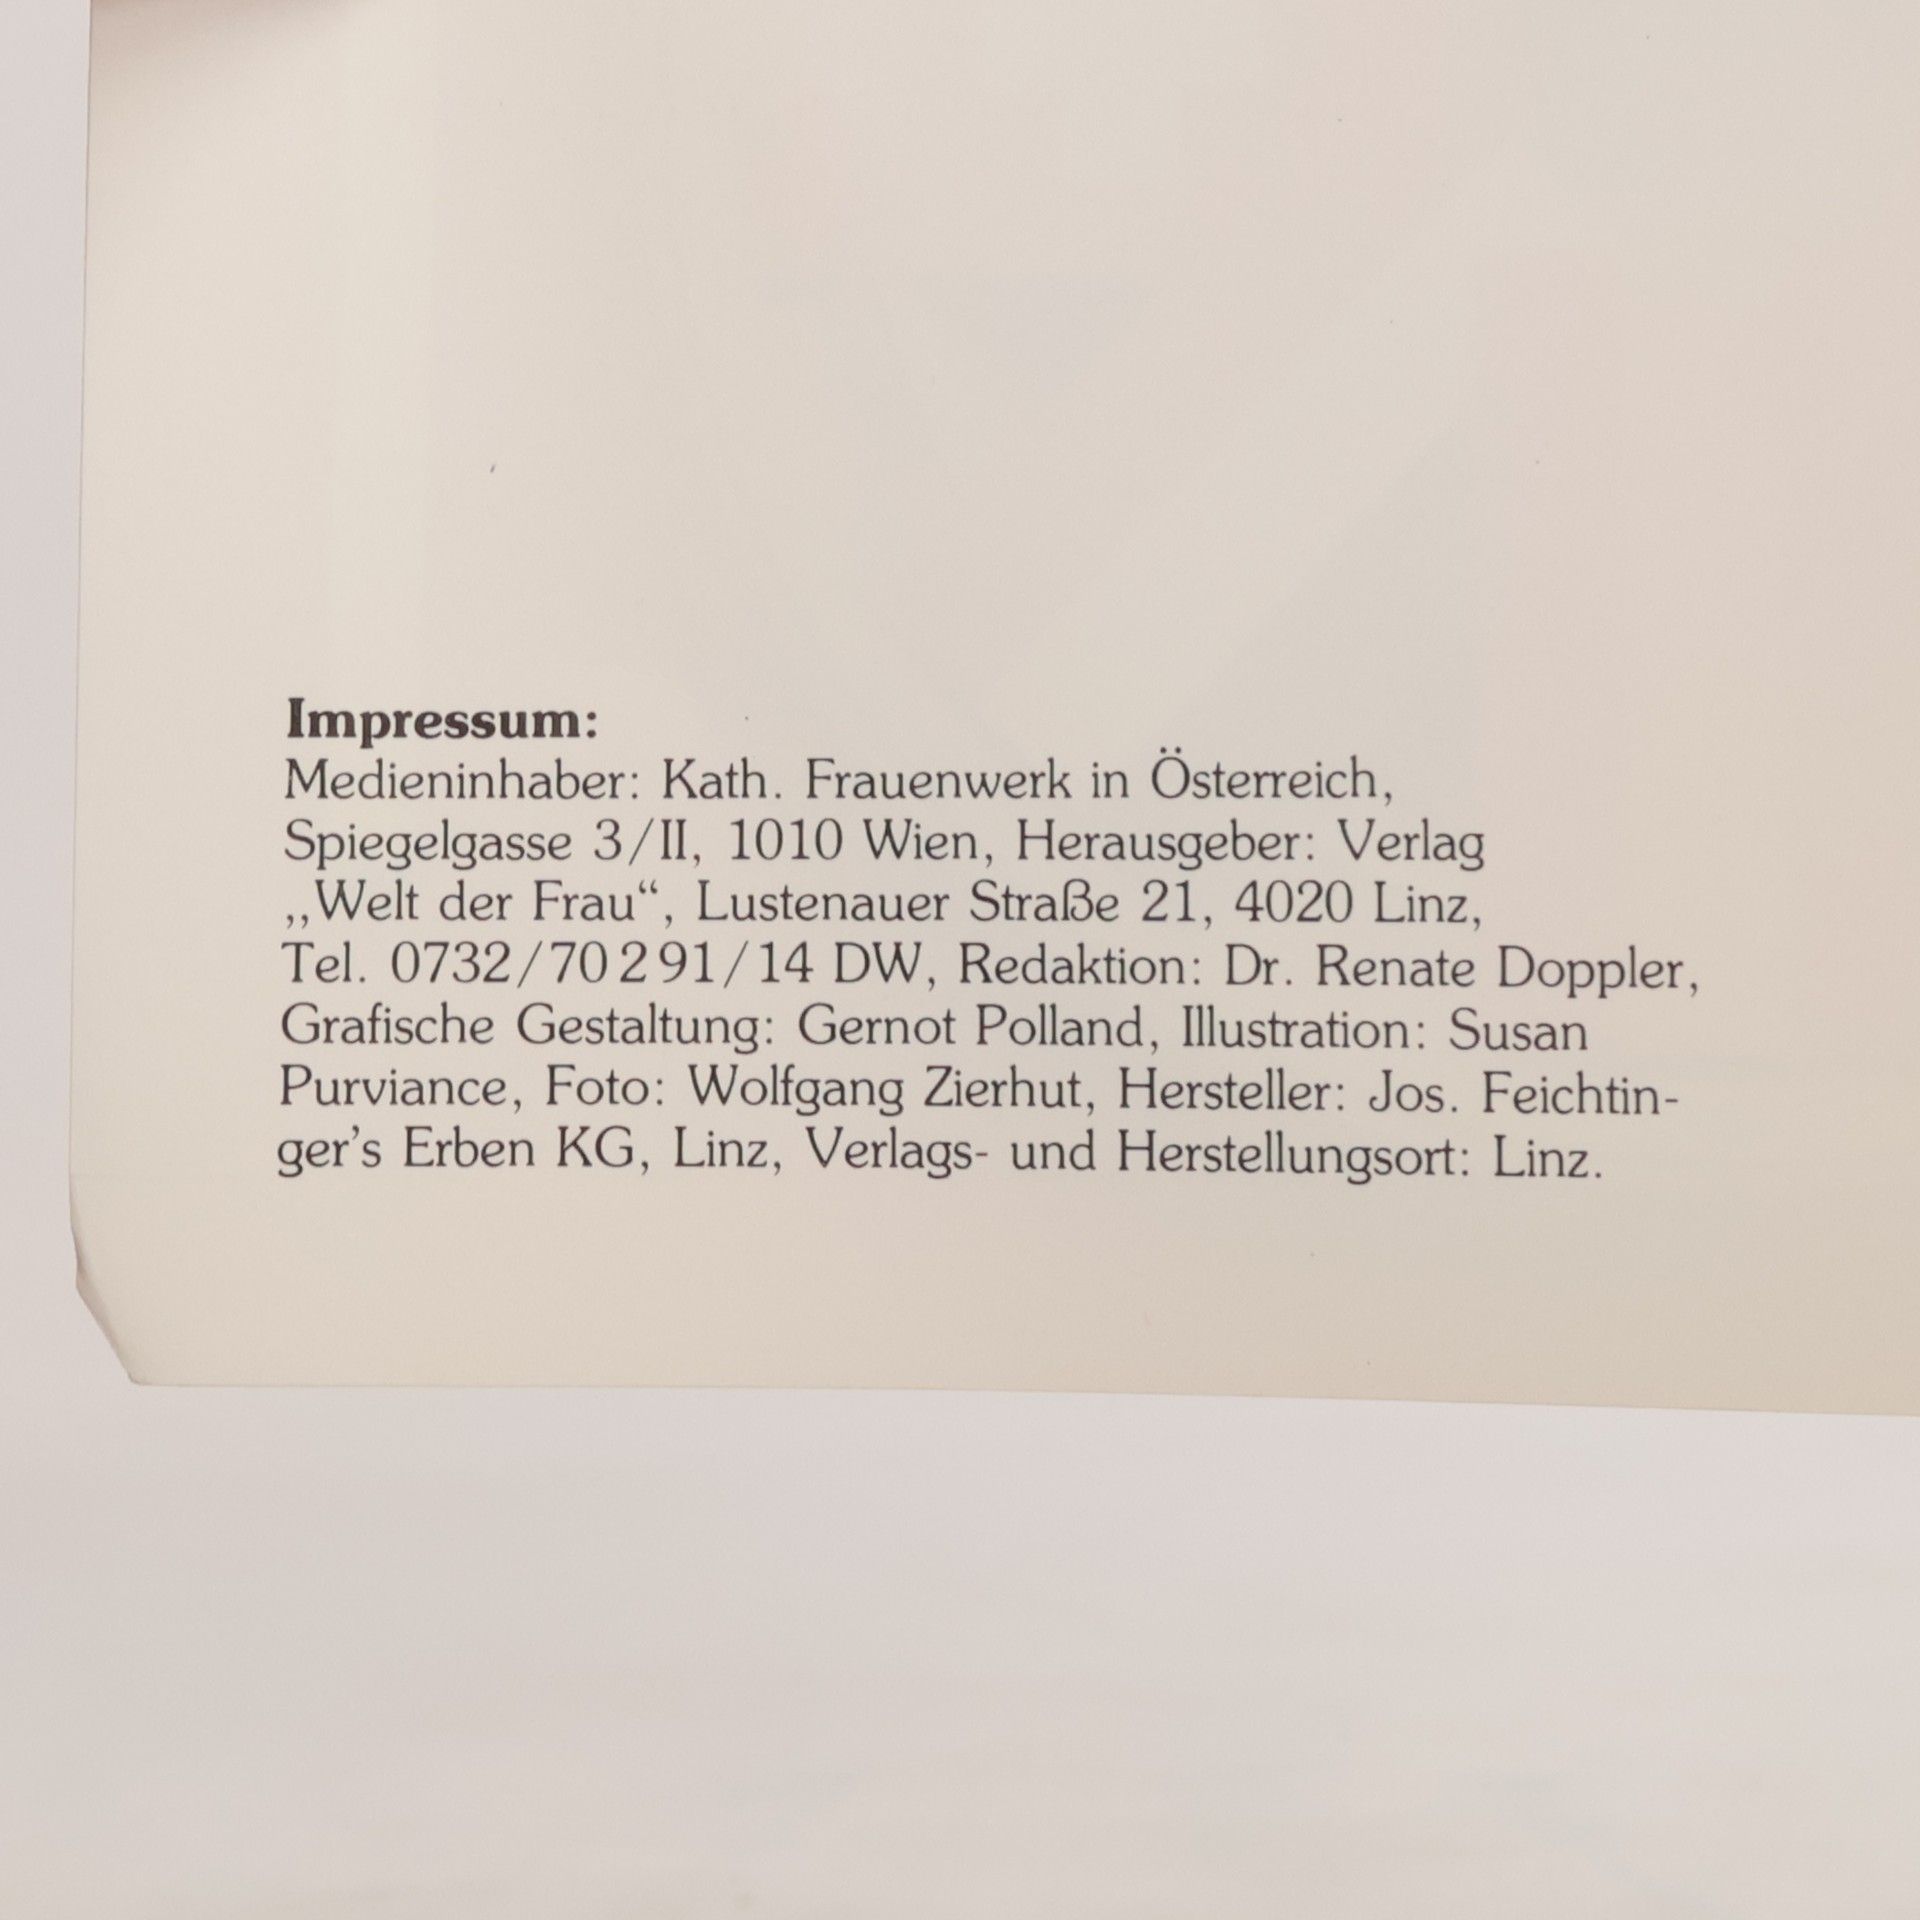 Impressum:
Medieninhaber: Kath. Frauenwerk in Österreich,
Spiegelgasse 3/II, 1010 Wien, Herausgeber: Verlag
„Welt der Frau“, Lustenauer Straße 21, 4020 Linz,
Tel. 0732/70291/14 DW, Redaktion: Dr. Renate Doppler,
Grafische Gestaltung: Gernot Polland, Illustration: Susan
Purviance, Foto: Wolfgang Zierhut, Hersteller: Jos. Feichtin-
ger’s Erben KG, Linz, Verlags- und Herstellungsort: Linz.